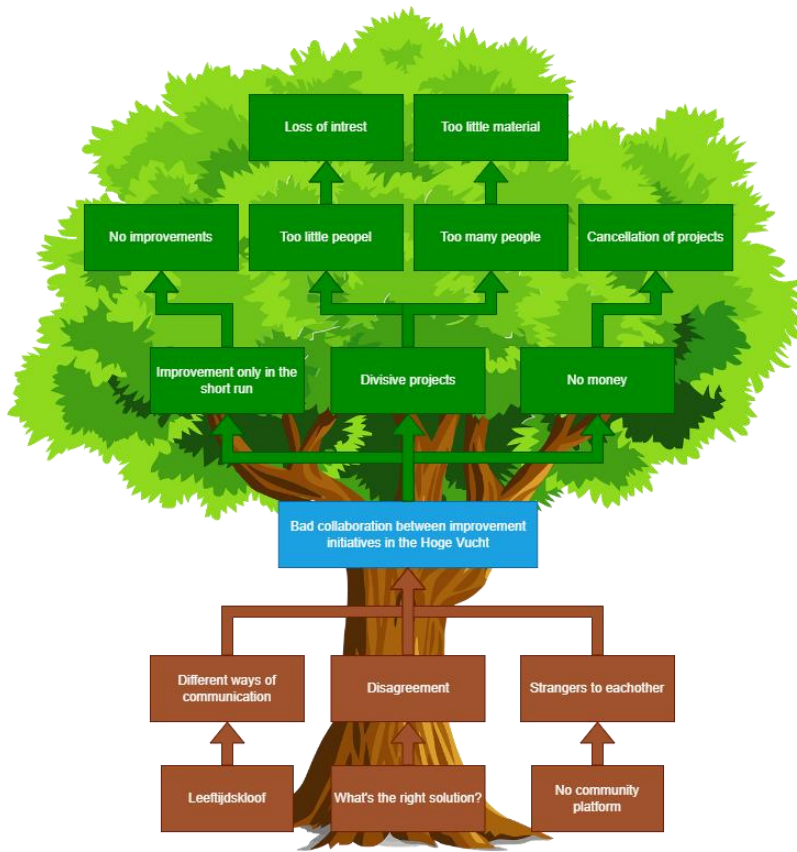 Loss of intrest
Too little material
No improvements
Too little peopel
Too many people
Cancellation of projects
Improvement only in the
short run
Divisive projects
No money
Bad collaboration between improvement
initiatives in the Hoge Vucht
Different ways of
communication
Disagreement
Strangers to eachother
Leeftijdskloof
What's the right solution?
No community
platform